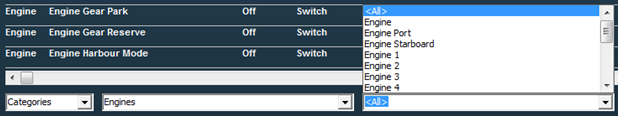 Engine Engine Gear Park Off Switch
Engine Engine Gear Reserve Off Switch
Engine Engine Harbour Mode Off Switch
<All>
Engine
Engine Port
Engine Starboard
Engine 1
Engine 2
Engine 3
Engine 4
Categories Engines <All>